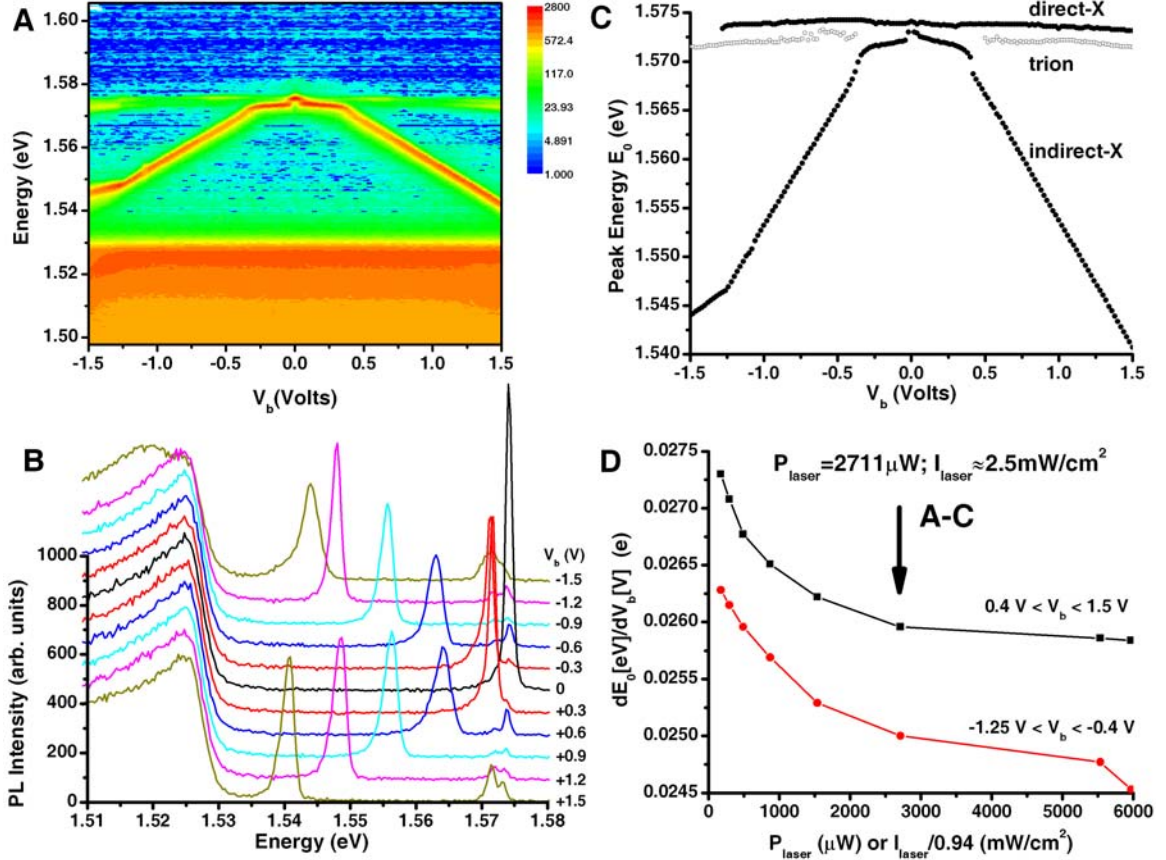 A
1.60
1.58
1.56
1.54
1.52
1.50
Energy (eV)
-1.5 -1.0 -0.5 0.0 0.5 1.0 1.5
V_b(Volts)
2800
572.4
117.0
23.93
4.891
1.000
C
1.575
1.570
1.565
1.560
1.555
1.550
1.545
1.540
Peak Energy E_0 (eV)
direct-X
trion
indirect-X
-1.5 -1.0 -0.5 0.0 0.5 1.0 1.5
V_b (Volts)
B
1000
800
600
400
200
0
PL Intensity (arb. units)
V_b (V)
-1.5
-1.2
-0.9
-0.6
-0.3
0
+0.3
+0.6
+0.9
+1.2
+1.5
1.51 1.52 1.53 1.54 1.55 1.56 1.57 1.58
Energy (eV)
D
0.0275
0.0270
0.0265
0.0260
0.0255
0.0250
0.0245
dE_0[eV]/dV_b[V] (e)
P_laser=2711μW; I_laser≈2.5mW/cm²
A-C
0.4 V < V_b < 1.5 V
-1.25 V < V_b < -0.4 V
0 1000 2000 3000 4000 5000 6000
P_laser (μW) or I_laser/0.94 (mW/cm²)